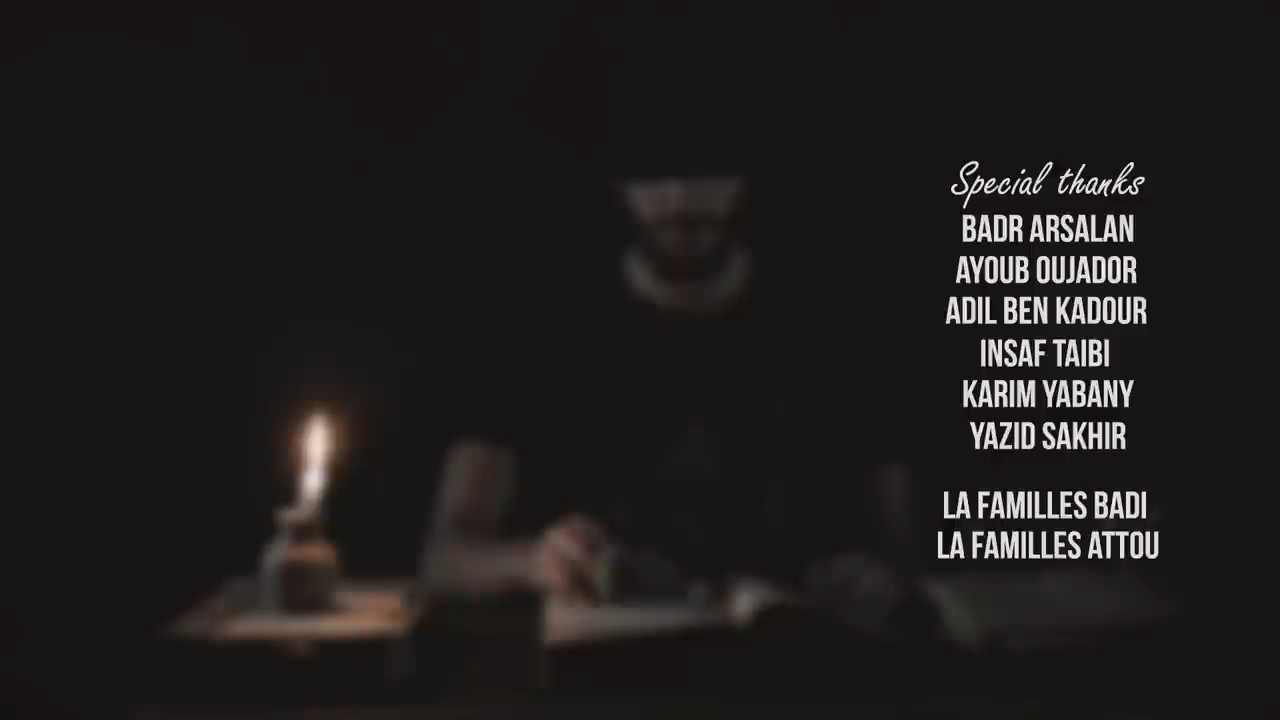 Special thanks
BADR ARSALAN
AYOUB OUJADOR
ADIL BEN KADOUR
INSAF TAIBI
KARIM YABANY
YAZID SAKHIR
LA FAMILLES BADI
LA FAMILLES ATTOU